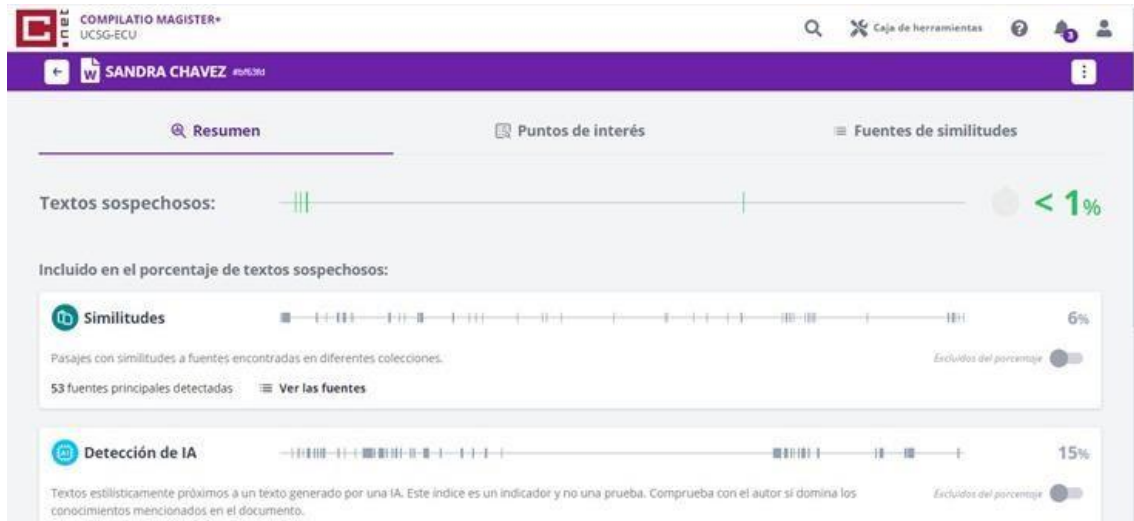 COMPILATIO MAGISTER+
.net
UCSG-ECU
Caja de herramientas
3
SANDRA CHAVEZ #bf63fd
Resumen
Puntos de interés
Fuentes de similitudes
Textos sospechosos:
< 1%
Incluido en el porcentaje de textos sospechosos:
Similitudes
6%
Pasajes con similitudes a fuentes encontradas en diferentes colecciones.
Excluidos del porcentaje
53 fuentes principales detectadas
Ver las fuentes
Detección de IA
15%
Textos estilísticamente próximos a un texto generado por una IA. Este índice es un indicador y no una prueba. Comprueba con el autor si domina los
conocimientos mencionados en el documento.
Excluidos del porcentaje